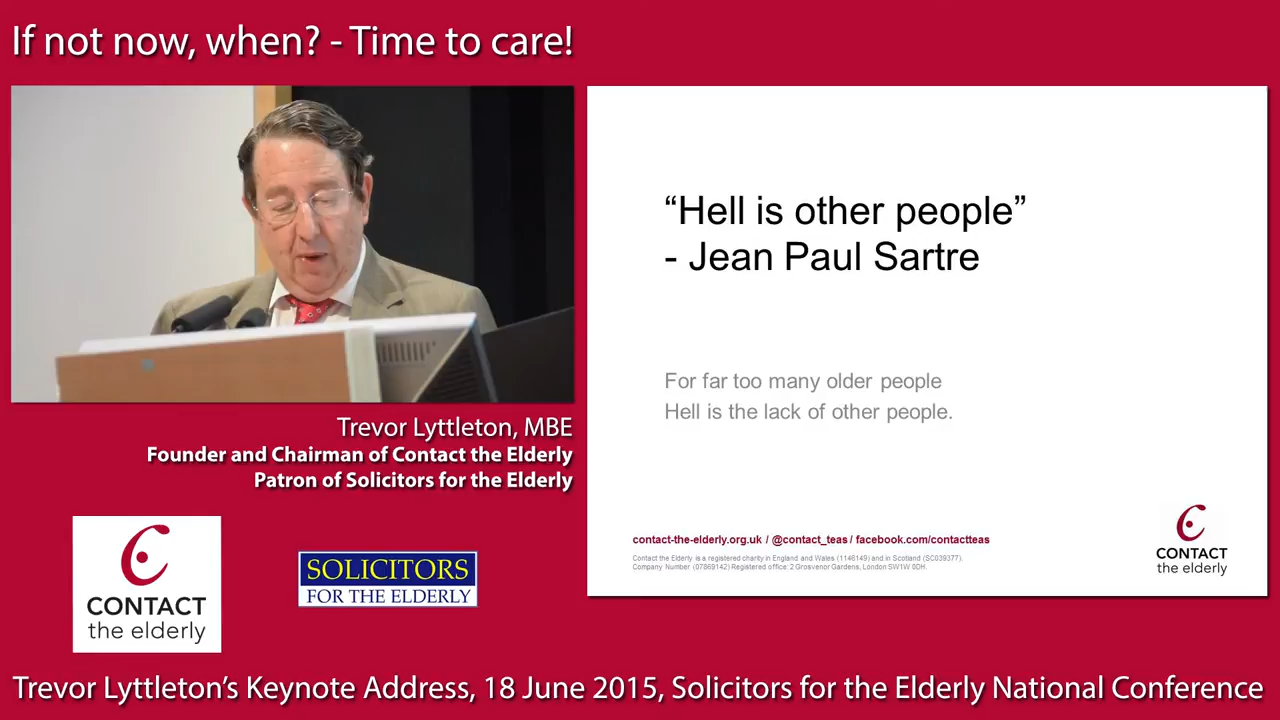 If not now, when? - Time to care!
“Hell is other people”
- Jean Paul Sartre
For far too many older people
Hell is the lack of other people.
contact-the-elderly.org.uk / @contact_teas / facebook.com/contactteas
Contact the Elderly is a registered charity in England and Wales (1146149) and in Scotland (SC039377).
Company Number (07869142) Registered office: 2 Grosvenor Gardens, London SW1W 0DH.
CONTACT
the elderly
Trevor Lyttleton, MBE
Founder and Chairman of Contact the Elderly
Patron of Solicitors for the Elderly
CONTACT
the elderly
SOLICITORS
FOR THE ELDERLY
Trevor Lyttleton’s Keynote Address, 18 June 2015, Solicitors for the Elderly National Conference